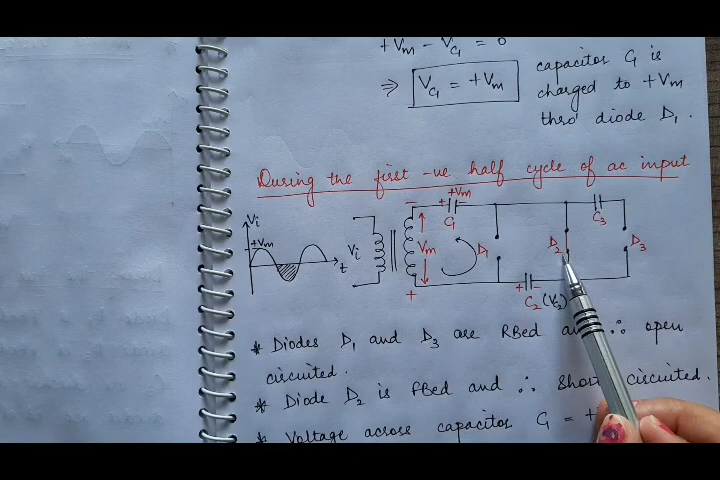 +Vm - VC1 = 0
⇒ VC1 = +Vm
capacitor C1 is
charged to +Vm
thro' diode D1.
During the first -ve half cycle of ac input
Vi
+Vm
t
Vi
-
Vm
+
+ +Vm
C1
D1
D2
C3
D3
+ -
C2 (VC2)
* Diodes D1 and D3 are RBed ∴ open
circuited.
* Diode D2 is FBed and ∴ short circuited.
* Voltage across capacitor C1 = +